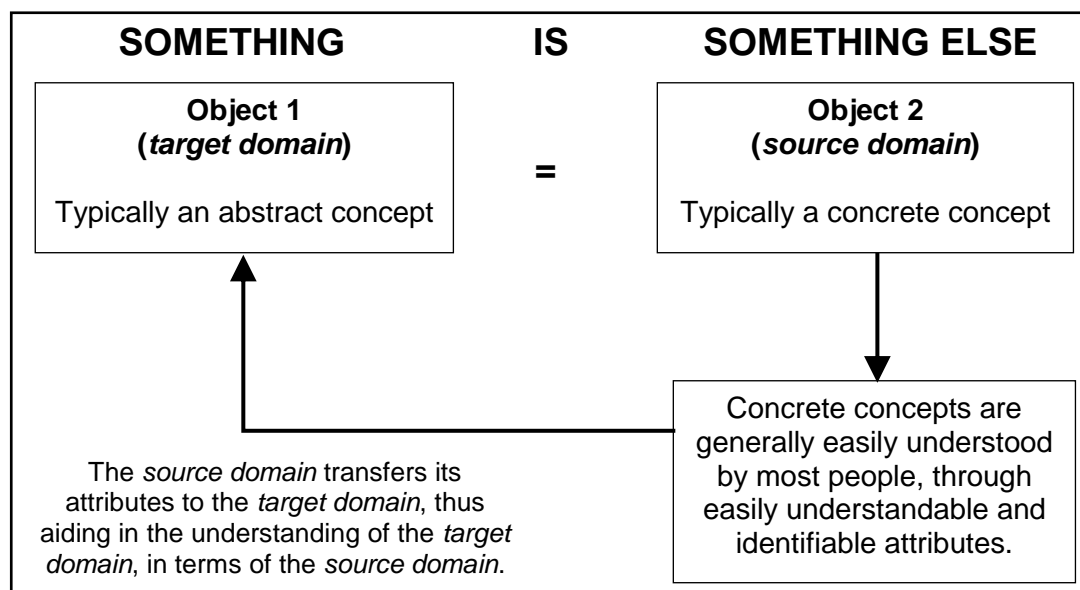 SOMETHING IS SOMETHING ELSE
Object 1
(target domain)
Typically an abstract concept
=
Object 2
(source domain)
Typically a concrete concept
The source domain transfers its
attributes to the target domain, thus
aiding in the understanding of the target
domain, in terms of the source domain.
Concrete concepts are
generally easily understood
by most people, through
easily understandable and
identifiable attributes.